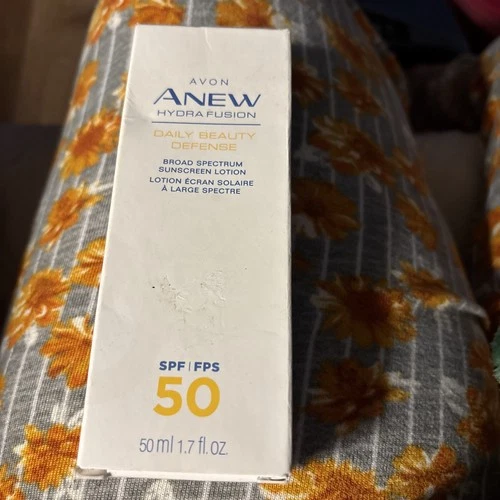 AVON
ANEW
HYDRA FUSION
DAILY BEAUTY
DEFENSE
BROAD SPECTRUM
SUNSCREEN LOTION
LOTION ÉCRAN SOLAIRE
À LARGE SPECTRE
SPF | FPS
50
50 ml 1.7 fl. oz.